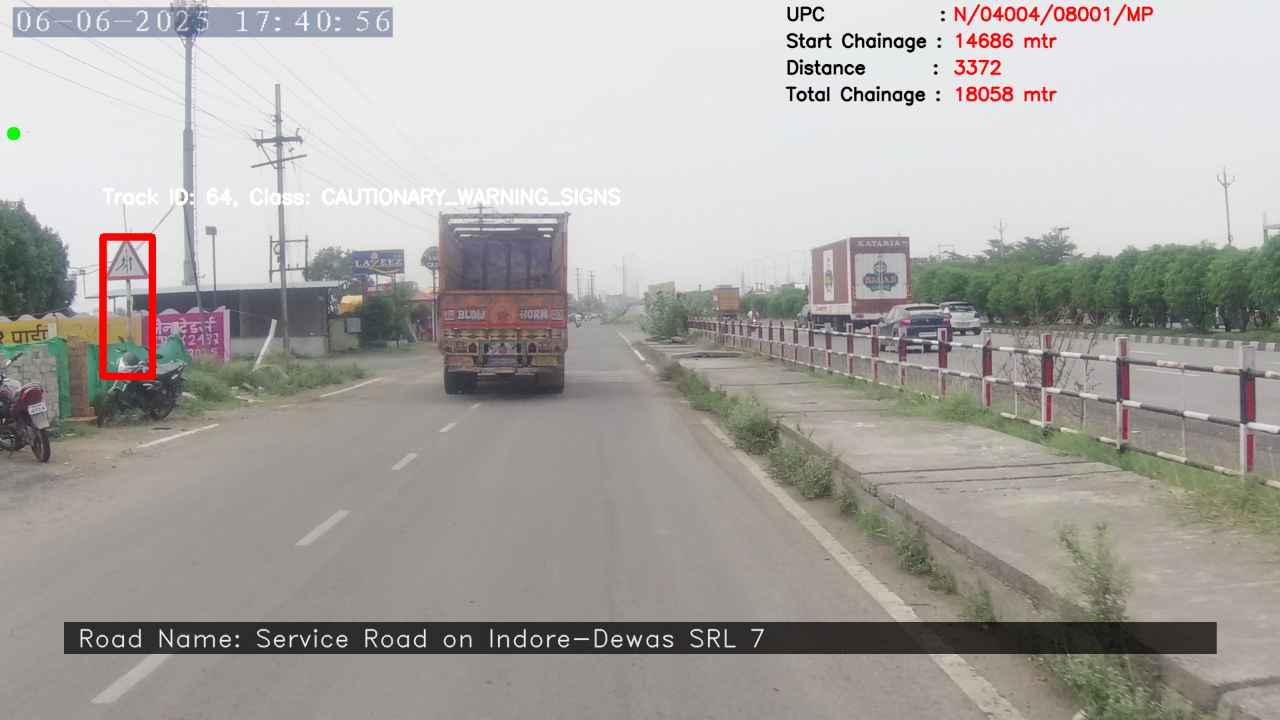 06-06-2025 17:40:56
UPC : N/04004/08001/MP
Start Chainage : 14686 mtr
Distance : 3372
Total Chainage : 18058 mtr
Track ID: 64, Class: CAUTIONARY_WARNING_SIGNS
KATARIA
LAZEEZ
BLOW HORN
Road Name: Service Road on Indore-Dewas SRL 7